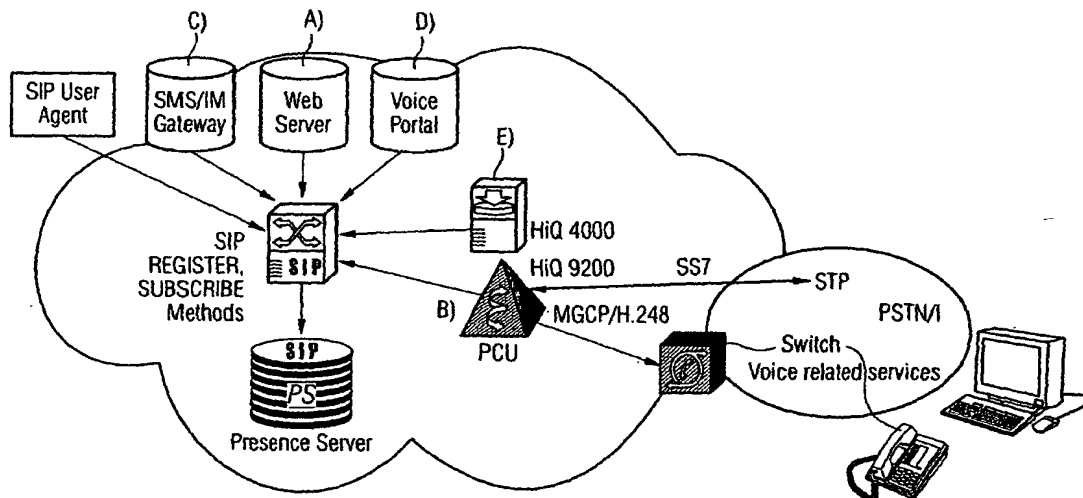 C)
A)
D)
SIP User
Agent
SMS/IM
Gateway
Web
Server
Voice
Portal
E)
HiQ 4000
SIP
SIP
REGISTER,
SUBSCRIBE
Methods
HiQ 9200
SS7
STP
B)
MGCP/H.248
PSTN/I
PCU
Switch
Voice related services
SIP
PS
Presence Server